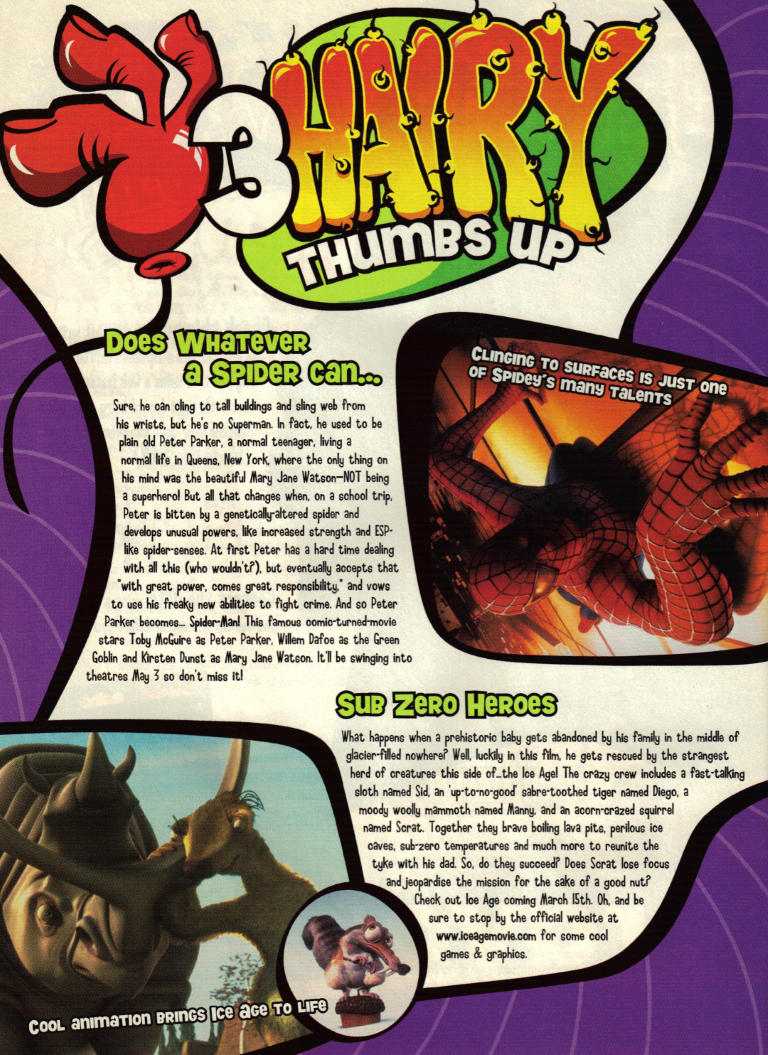 3 HAIRY
THUMBS UP
Does Whatever
a Spider can...
Sure, he can cling to tall buildings and sling web from
his wrists, but he's no Superman. In fact, he used to be
plain old Peter Parker, a normal teenager, living a
normal life in Queens, New York, where the only thing on
his mind was the beautiful Mary Jane Watson—NOT being
a superhero! But all that changes when, on a school trip,
Peter is bitten by a genetically-altered spider and
develops unusual powers, like increased strength and ESP-
like spider-senses. At first Peter has a hard time dealing
with all this (who wouldn't?), but eventually accepts that
"with great power, comes great responsibility," and vows
to use his freaky new abilities to fight crime. And so Peter
Parker becomes... Spider-Man! This famous comic-turned-movie
stars Toby McGuire as Peter Parker, Willem Dafoe as the Green
Goblin and Kirsten Dunst as Mary Jane Watson. It'll be swinging into
theatres May 3 so don't miss it!
Clinging to surfaces is just one
of Spidey's many talents
Sub Zero Heroes
What happens when a prehistoric baby gets abandoned by his family in the middle of
glacier-filled nowhere? Well, luckily in this film, he gets rescued by the strangest
herd of creatures this side of...the Ice Age! The crazy crew includes a fast-talking
sloth named Sid, an 'up-to-no-good' sabre-toothed tiger named Diego, a
moody woolly mammoth named Manny, and an acorn-crazed squirrel
named Scrat. Together they brave boiling lava pits, perilous ice
caves, sub-zero temperatures and much more to reunite the
tyke with his dad. So, do they succeed? Does Scrat lose focus
and jeopardise the mission for the sake of a good nut?
Check out Ice Age coming March 15th. Oh, and be
sure to stop by the official website at
www.iceagemovie.com for some cool
games & graphics.
Cool animation brings Ice Age to life